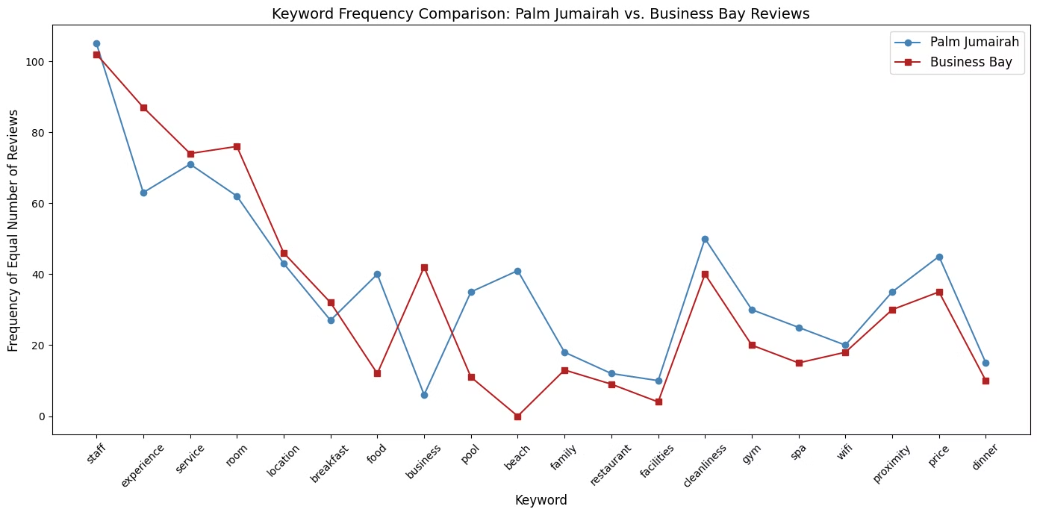 Keyword Frequency Comparison: Palm Jumairah vs. Business Bay Reviews
Palm Jumairah
Business Bay
Frequency of Equal Number of Reviews
100
80
60
40
20
0
staff
experience
service
room
location
breakfast
food
business
pool
beach
family
restaurant
facilities
cleanliness
gym
spa
wifi
proximity
price
dinner
Keyword